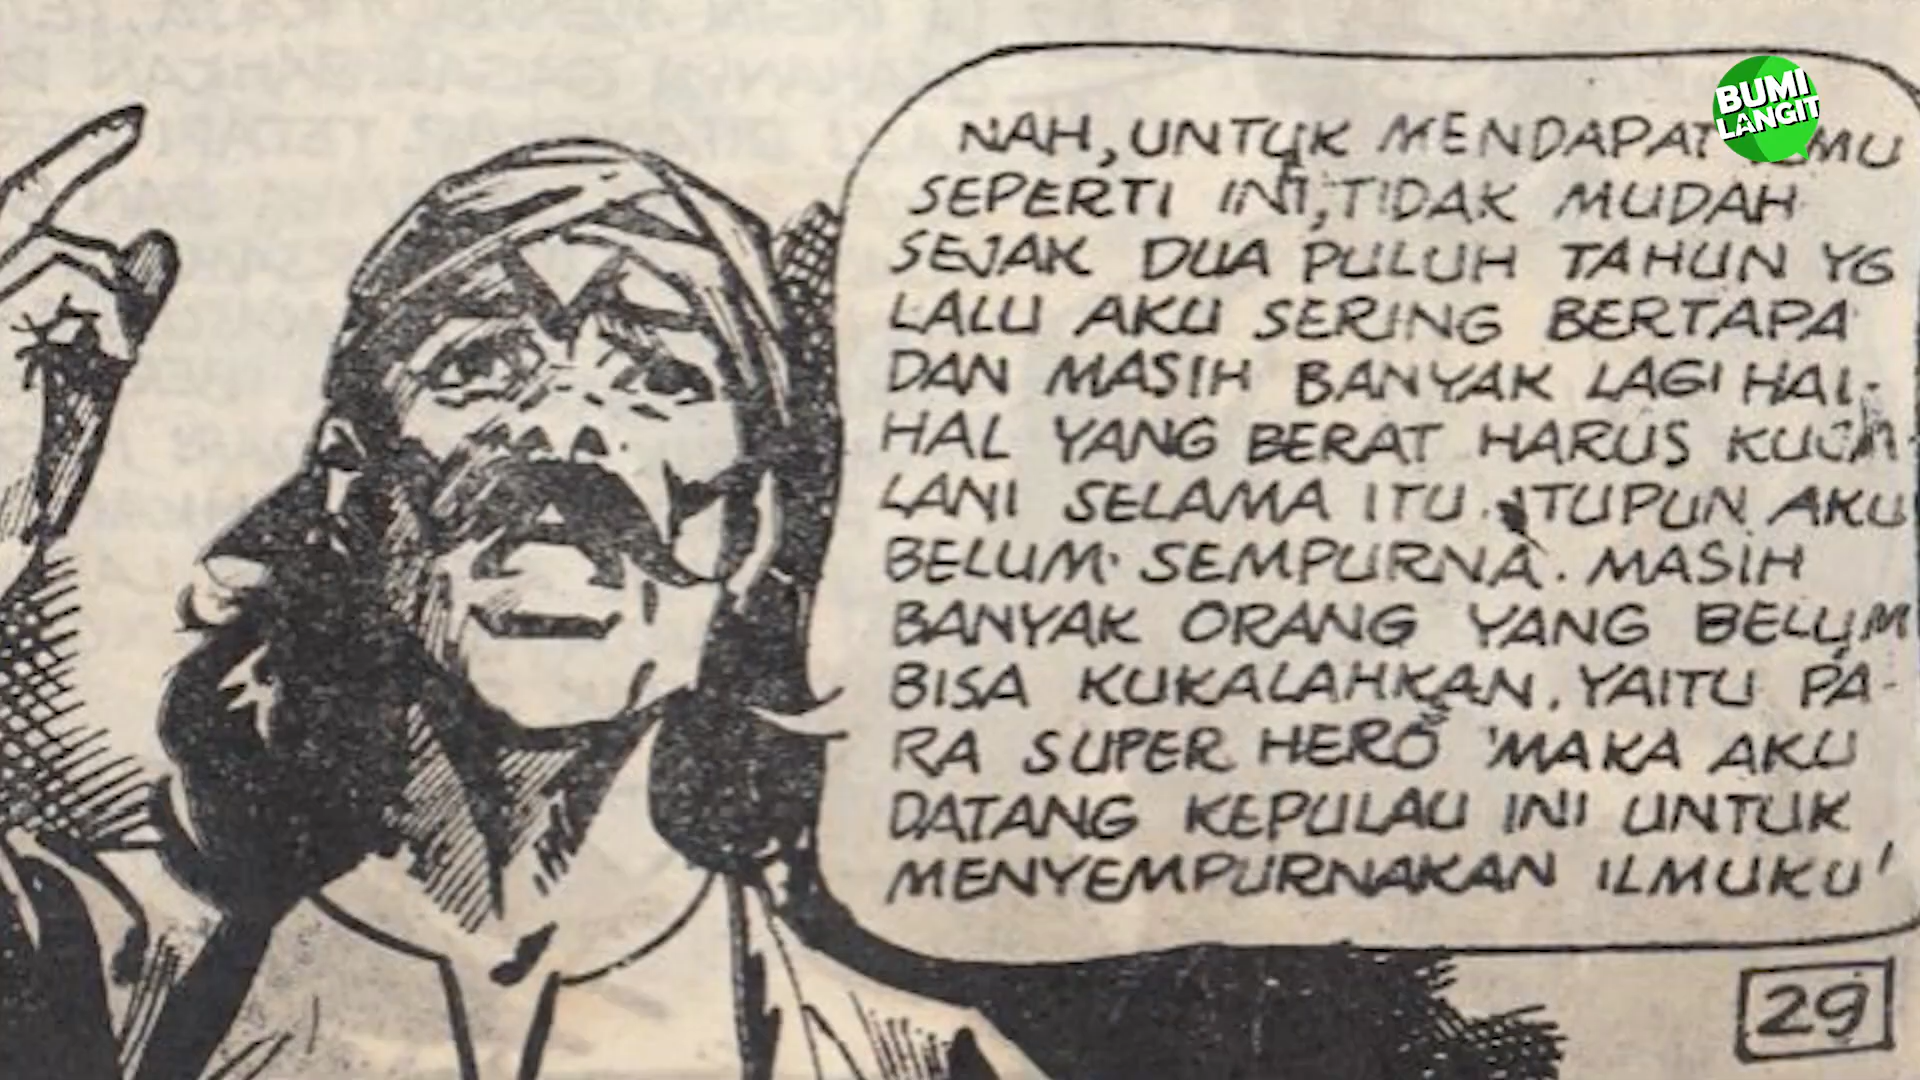 BUMI
LANGIT
NAH, UNTUK MENDAPAT
SEPERTI INI, TIDAK MUDAH
SEJAK DUA PULUH TAHUN YG
LALU AKU SERING BERTAPA
DAN MASIH BANYAK LAGI HAL-
HAL YANG BERAT HARUS
LANI SELAMA ITU. ITUPUN AKU
BELUM SEMPURNA. MASIH
BANYAK ORANG YANG BELUM
BISA KUKALAHKAN. YAITU PA-
RA SUPER HERO 'MAKA AKU
DATANG KEPULAU INI UNTUK
MENYEMPURNAKAN ILMUKU'
29